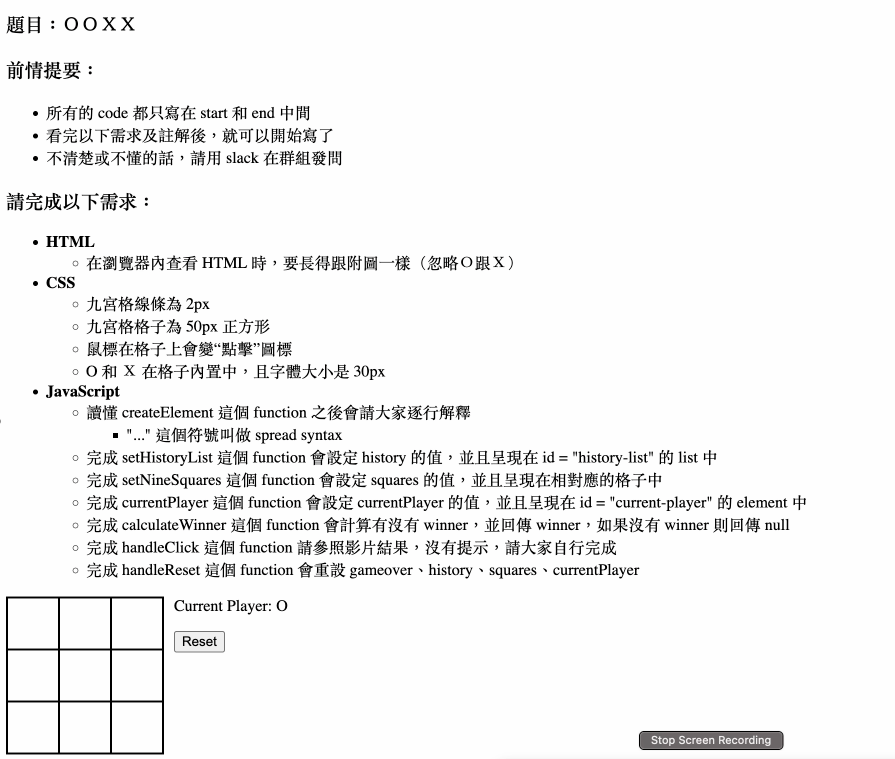 題目：ＯＯＸＸ
前情提要：
所有的 code 都只寫在 start 和 end 中間
看完以下需求及註解後，就可以開始寫了
不清楚或不懂的話，請用 slack 在群組發問
請完成以下需求：
HTML
在瀏覽器內查看 HTML 時，要長得跟附圖一樣（忽略Ｏ跟Ｘ）
CSS
九宮格線條為 2px
九宮格格子為 50px 正方形
鼠標在格子上會變“點擊”圖標
O 和 Ｘ 在格子內置中，且字體大小是 30px
JavaScript
讀懂 createElement 這個 function 之後會請大家逐行解釋
"..." 這個符號叫做 spread syntax
完成 setHistoryList 這個 function 會設定 history 的值，並且呈現在 id = "history-list" 的 list 中
完成 setNineSquares 這個 function 會設定 squares 的值，並且呈現在相對應的格子中
完成 currentPlayer 這個 function 會設定 currentPlayer 的值，並且呈現在 id = "current-player" 的 element 中
完成 calculateWinner 這個 function 會計算有沒有 winner，並回傳 winner，如果沒有 winner 則回傳 null
完成 handleClick 這個 function 請參照影片結果，沒有提示，請大家自行完成
完成 handleReset 這個 function 會重設 gameover、history、squares、currentPlayer
Current Player: O
Reset
Stop Screen Recording